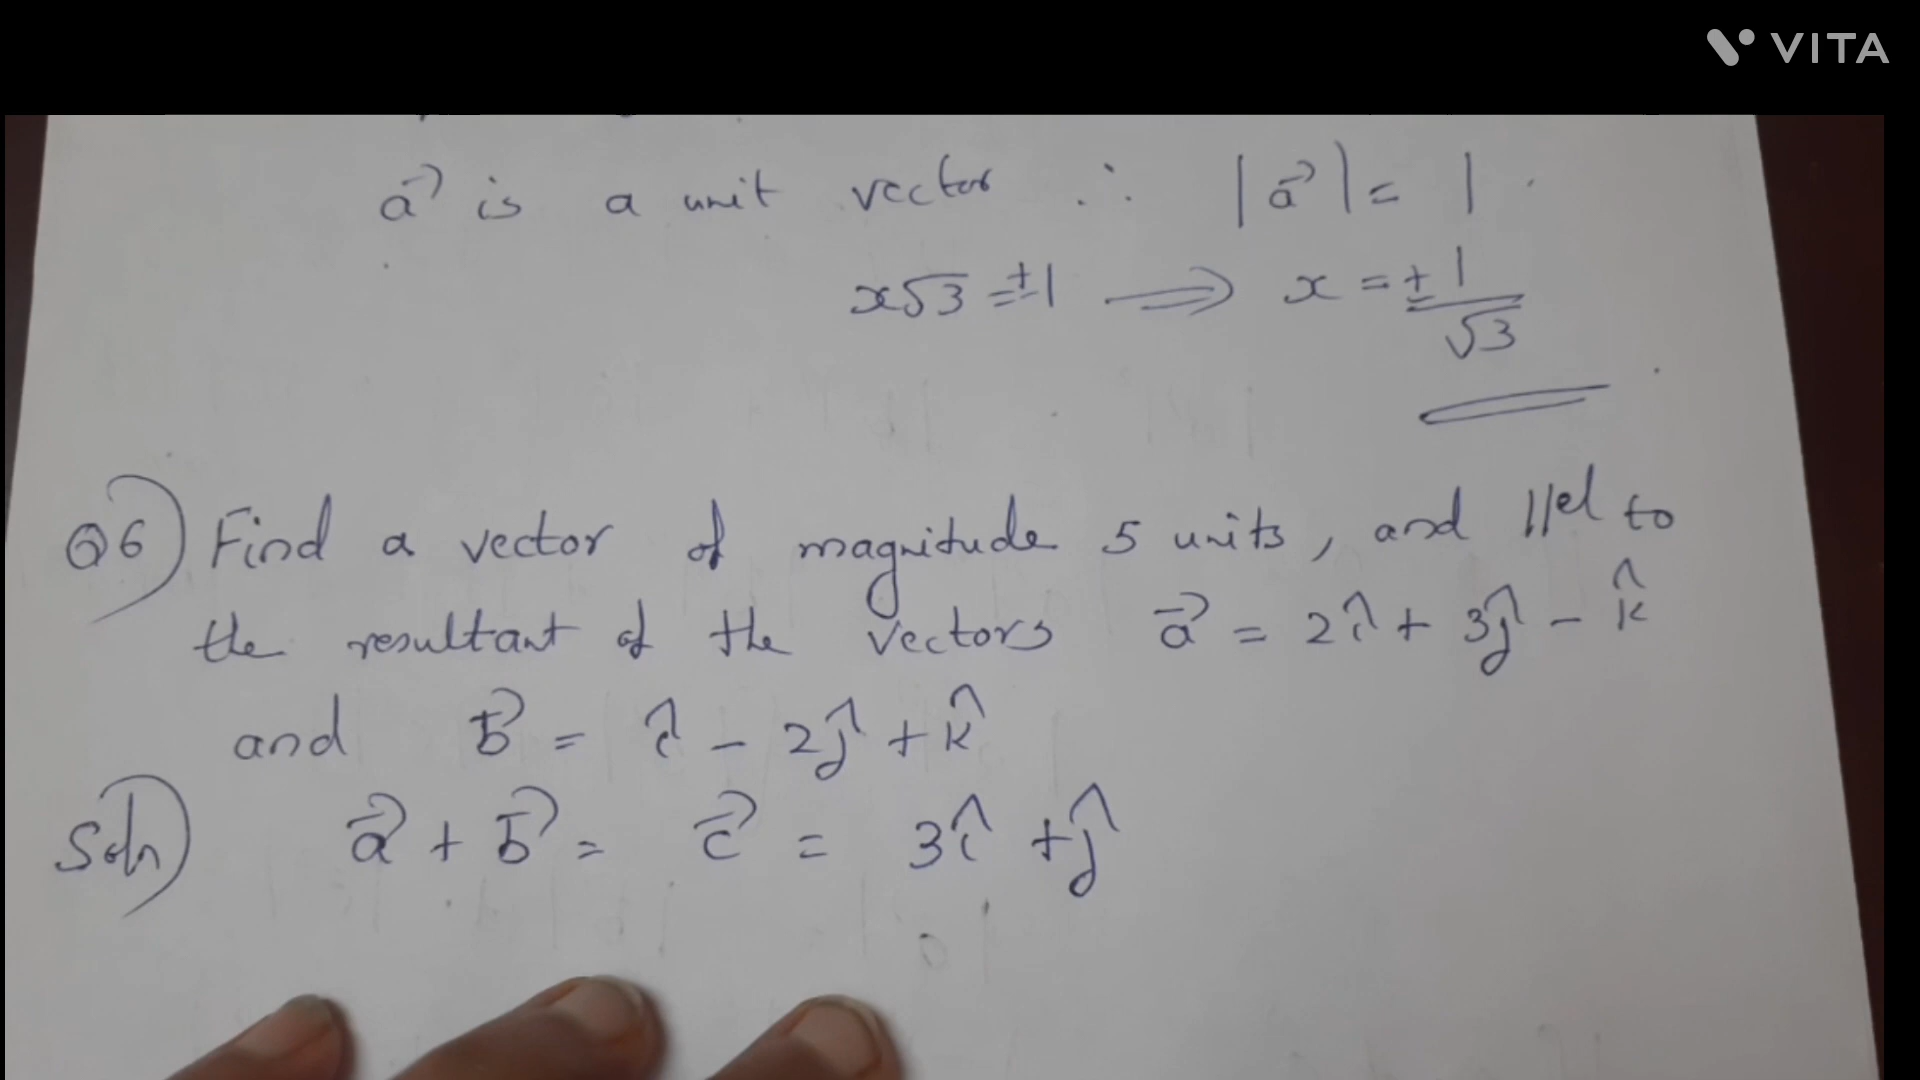 VITA
a⃗ is a unit vector ∴ |a⃗| = 1.
x√3 = ±1 ⟹ x = ±1/√3
Q6) Find a vector of magnitude 5 units, and ||el to
the resultant of the vectors a⃗ = 2î + 3ĵ - k̂
and b⃗ = î - 2ĵ + k̂
Soln) a⃗ + b⃗ = c⃗ = 3î + ĵ